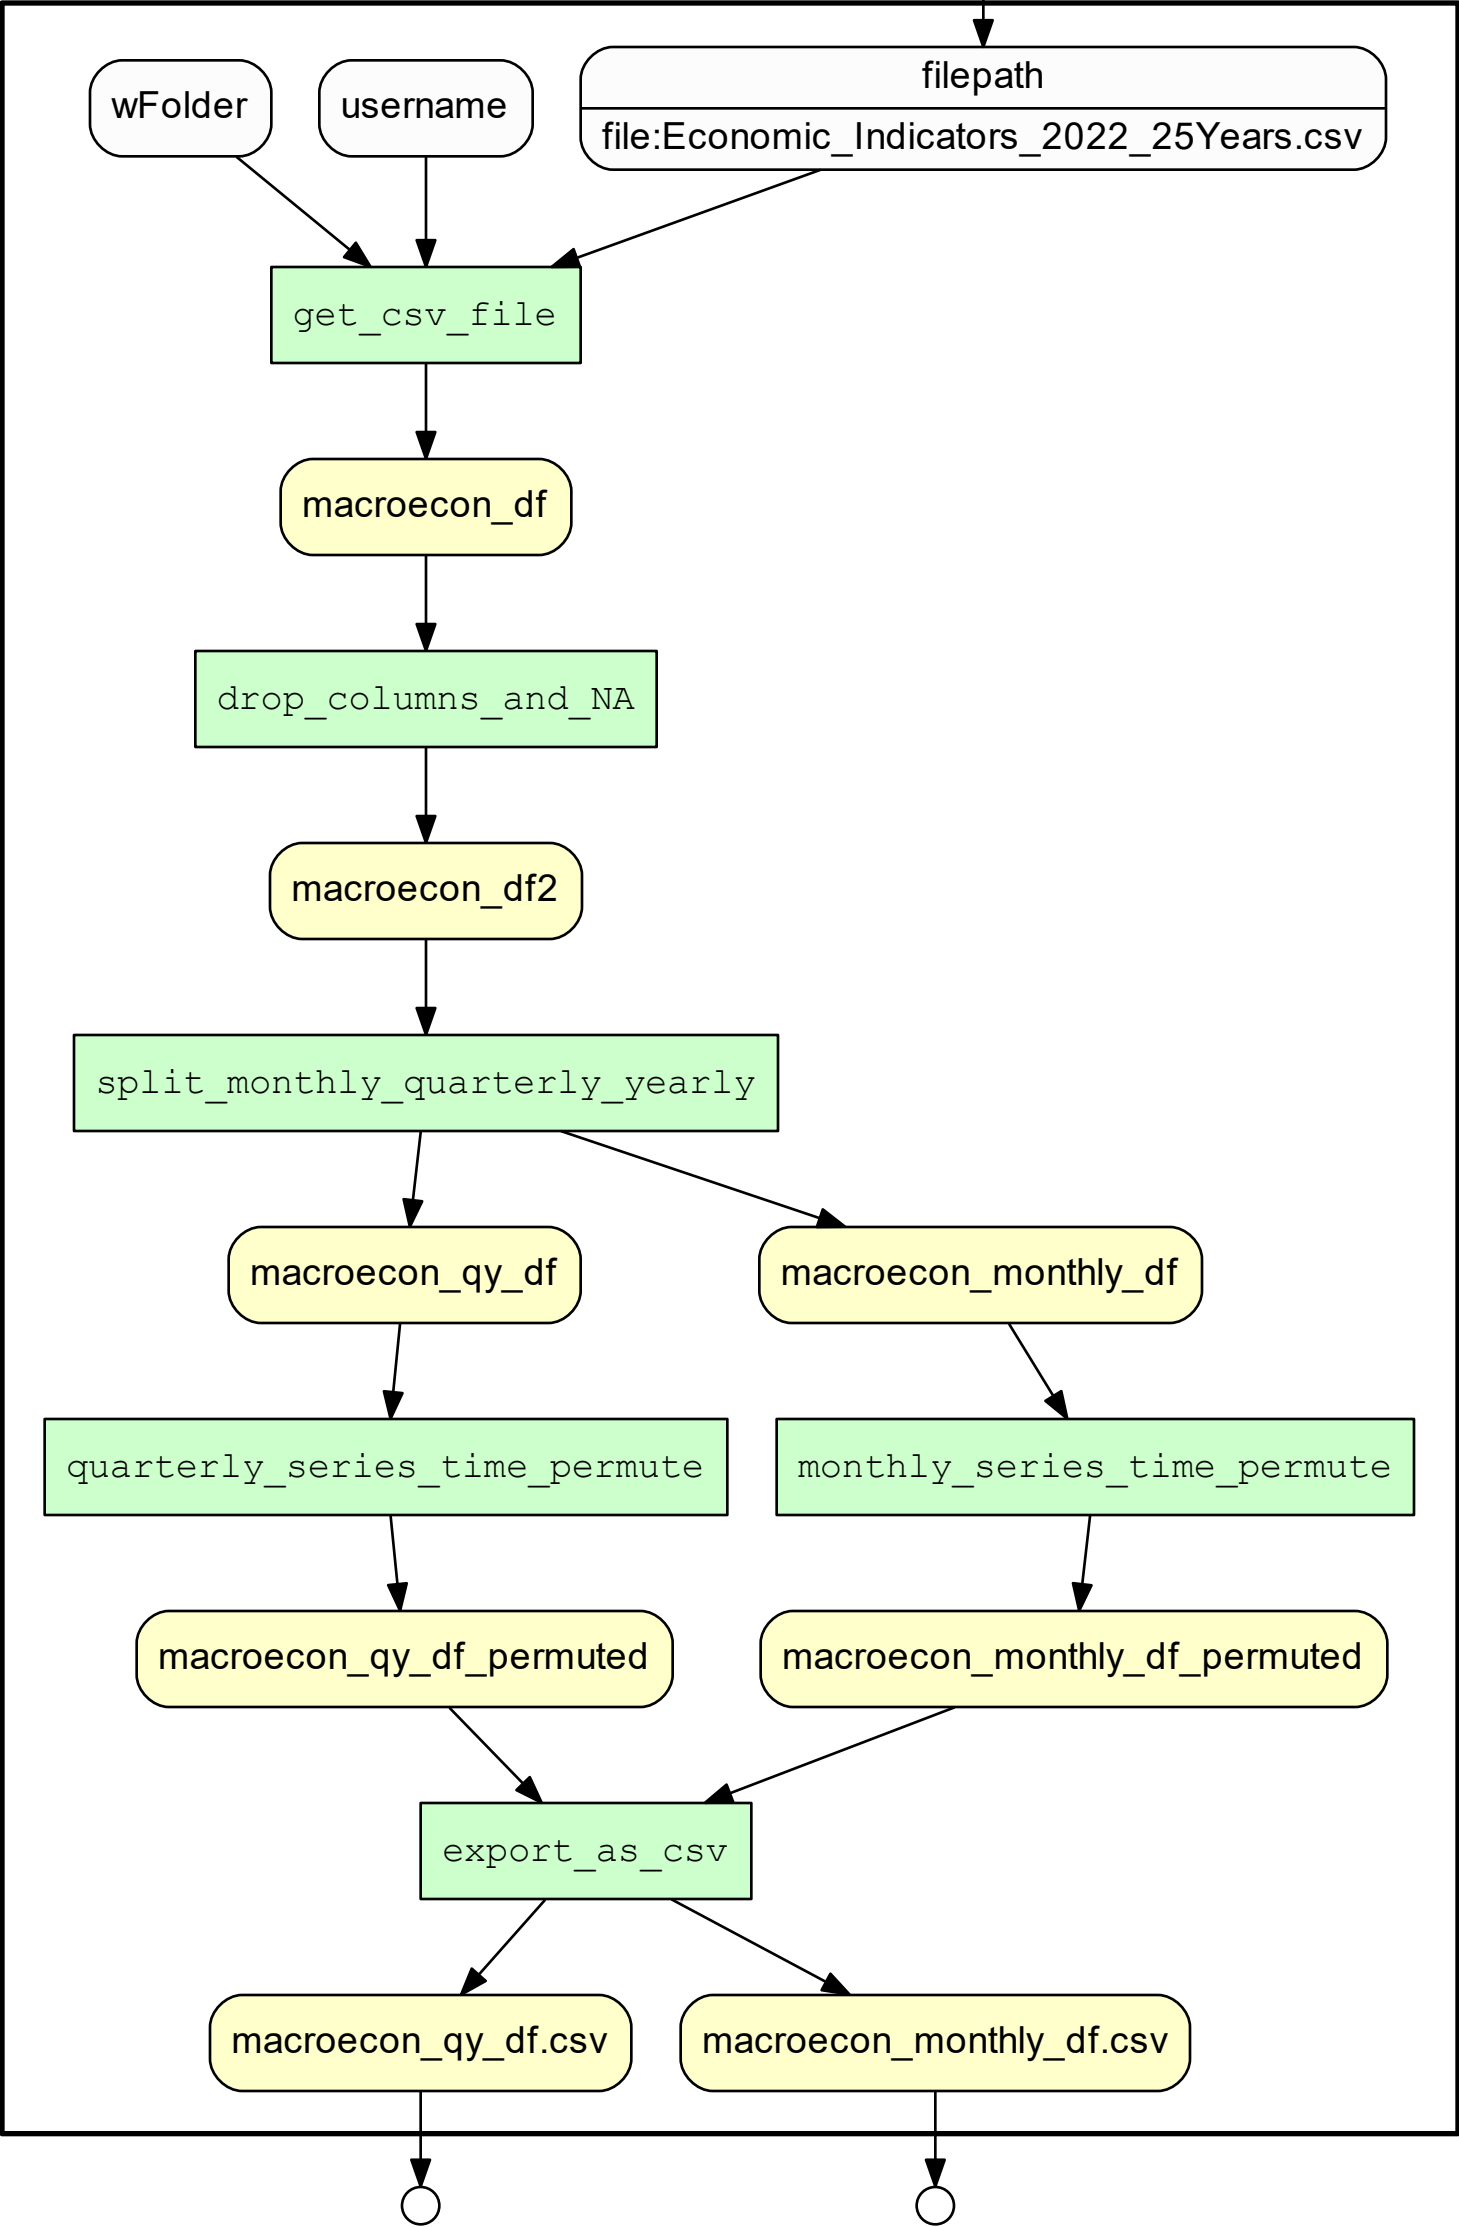 wFolder
username
filepath
file:Economic_Indicators_2022_25Years.csv
get_csv_file
macroecon_df
drop_columns_and_NA
macroecon_df2
split_monthly_quarterly_yearly
macroecon_qy_df
macroecon_monthly_df
quarterly_series_time_permute
monthly_series_time_permute
macroecon_qy_df_permuted
macroecon_monthly_df_permuted
export_as_csv
macroecon_qy_df.csv
macroecon_monthly_df.csv